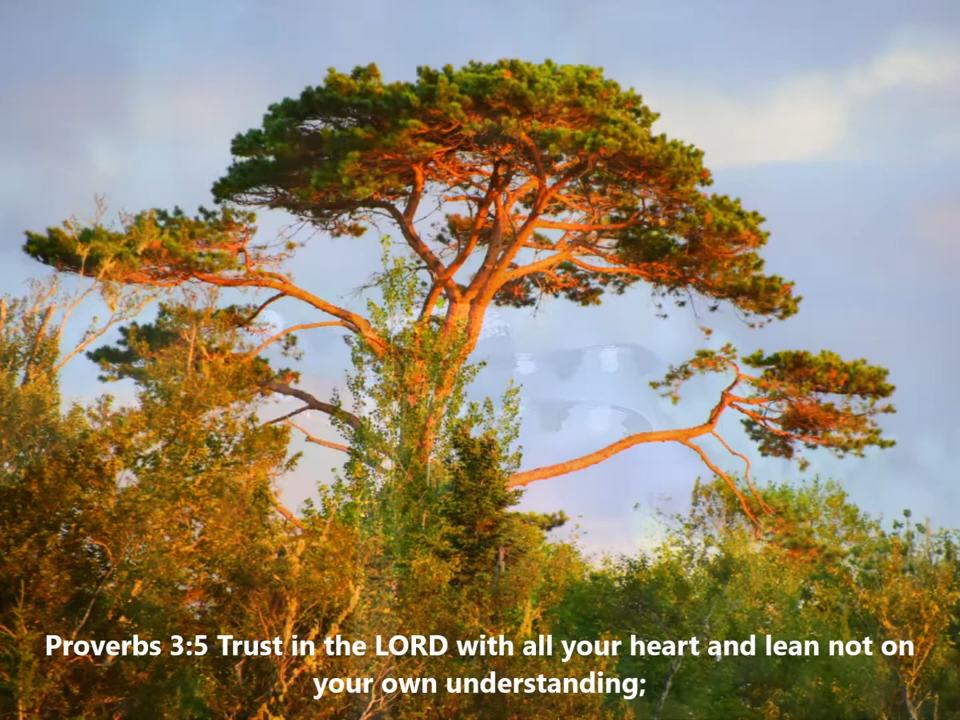 Proverbs 3:5 Trust in the LORD with all your heart and lean not on
your own understanding;